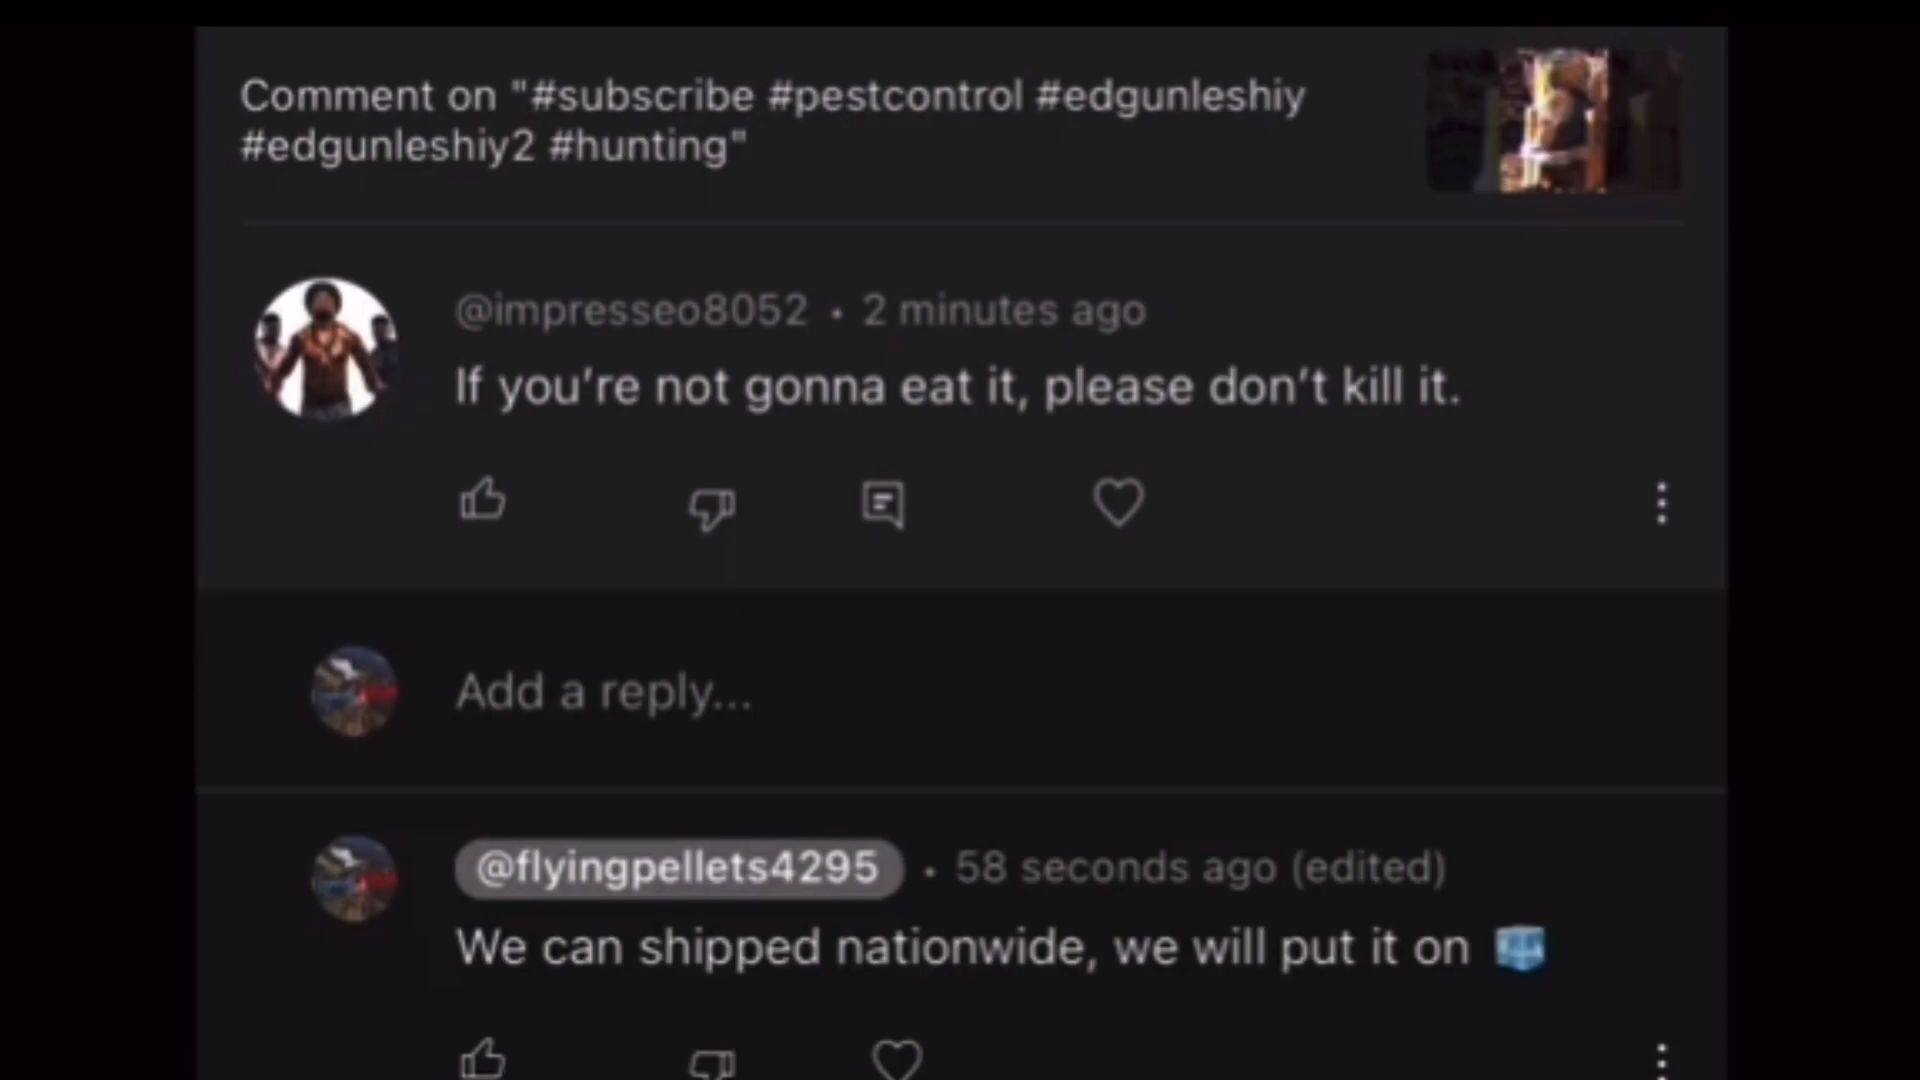 Comment on "#subscribe #pestcontrol #edgunleshiy
#edgunleshiy2 #hunting"
@impresseo8052 • 2 minutes ago
If you’re not gonna eat it, please don’t kill it.
Add a reply...
@flyingpellets4295 • 58 seconds ago (edited)
We can shipped nationwide, we will put it on 🧊